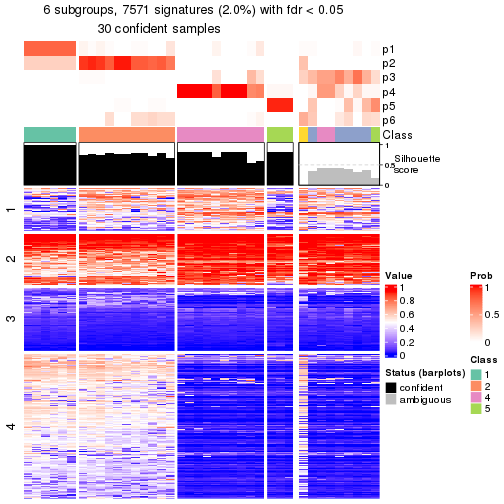 6 subgroups, 7571 signatures (2.0%) with fdr < 0.05
30 confident samples
p1
p2
p3
p4
p5
p6
Class
1
0.5
0
Silhouette
score
1
2
3
4
Value
1
0.8
0.6
0.4
0.2
0
Prob
1
0.5
0
Status (barplots)
confident
ambiguous
Class
1
2
4
5